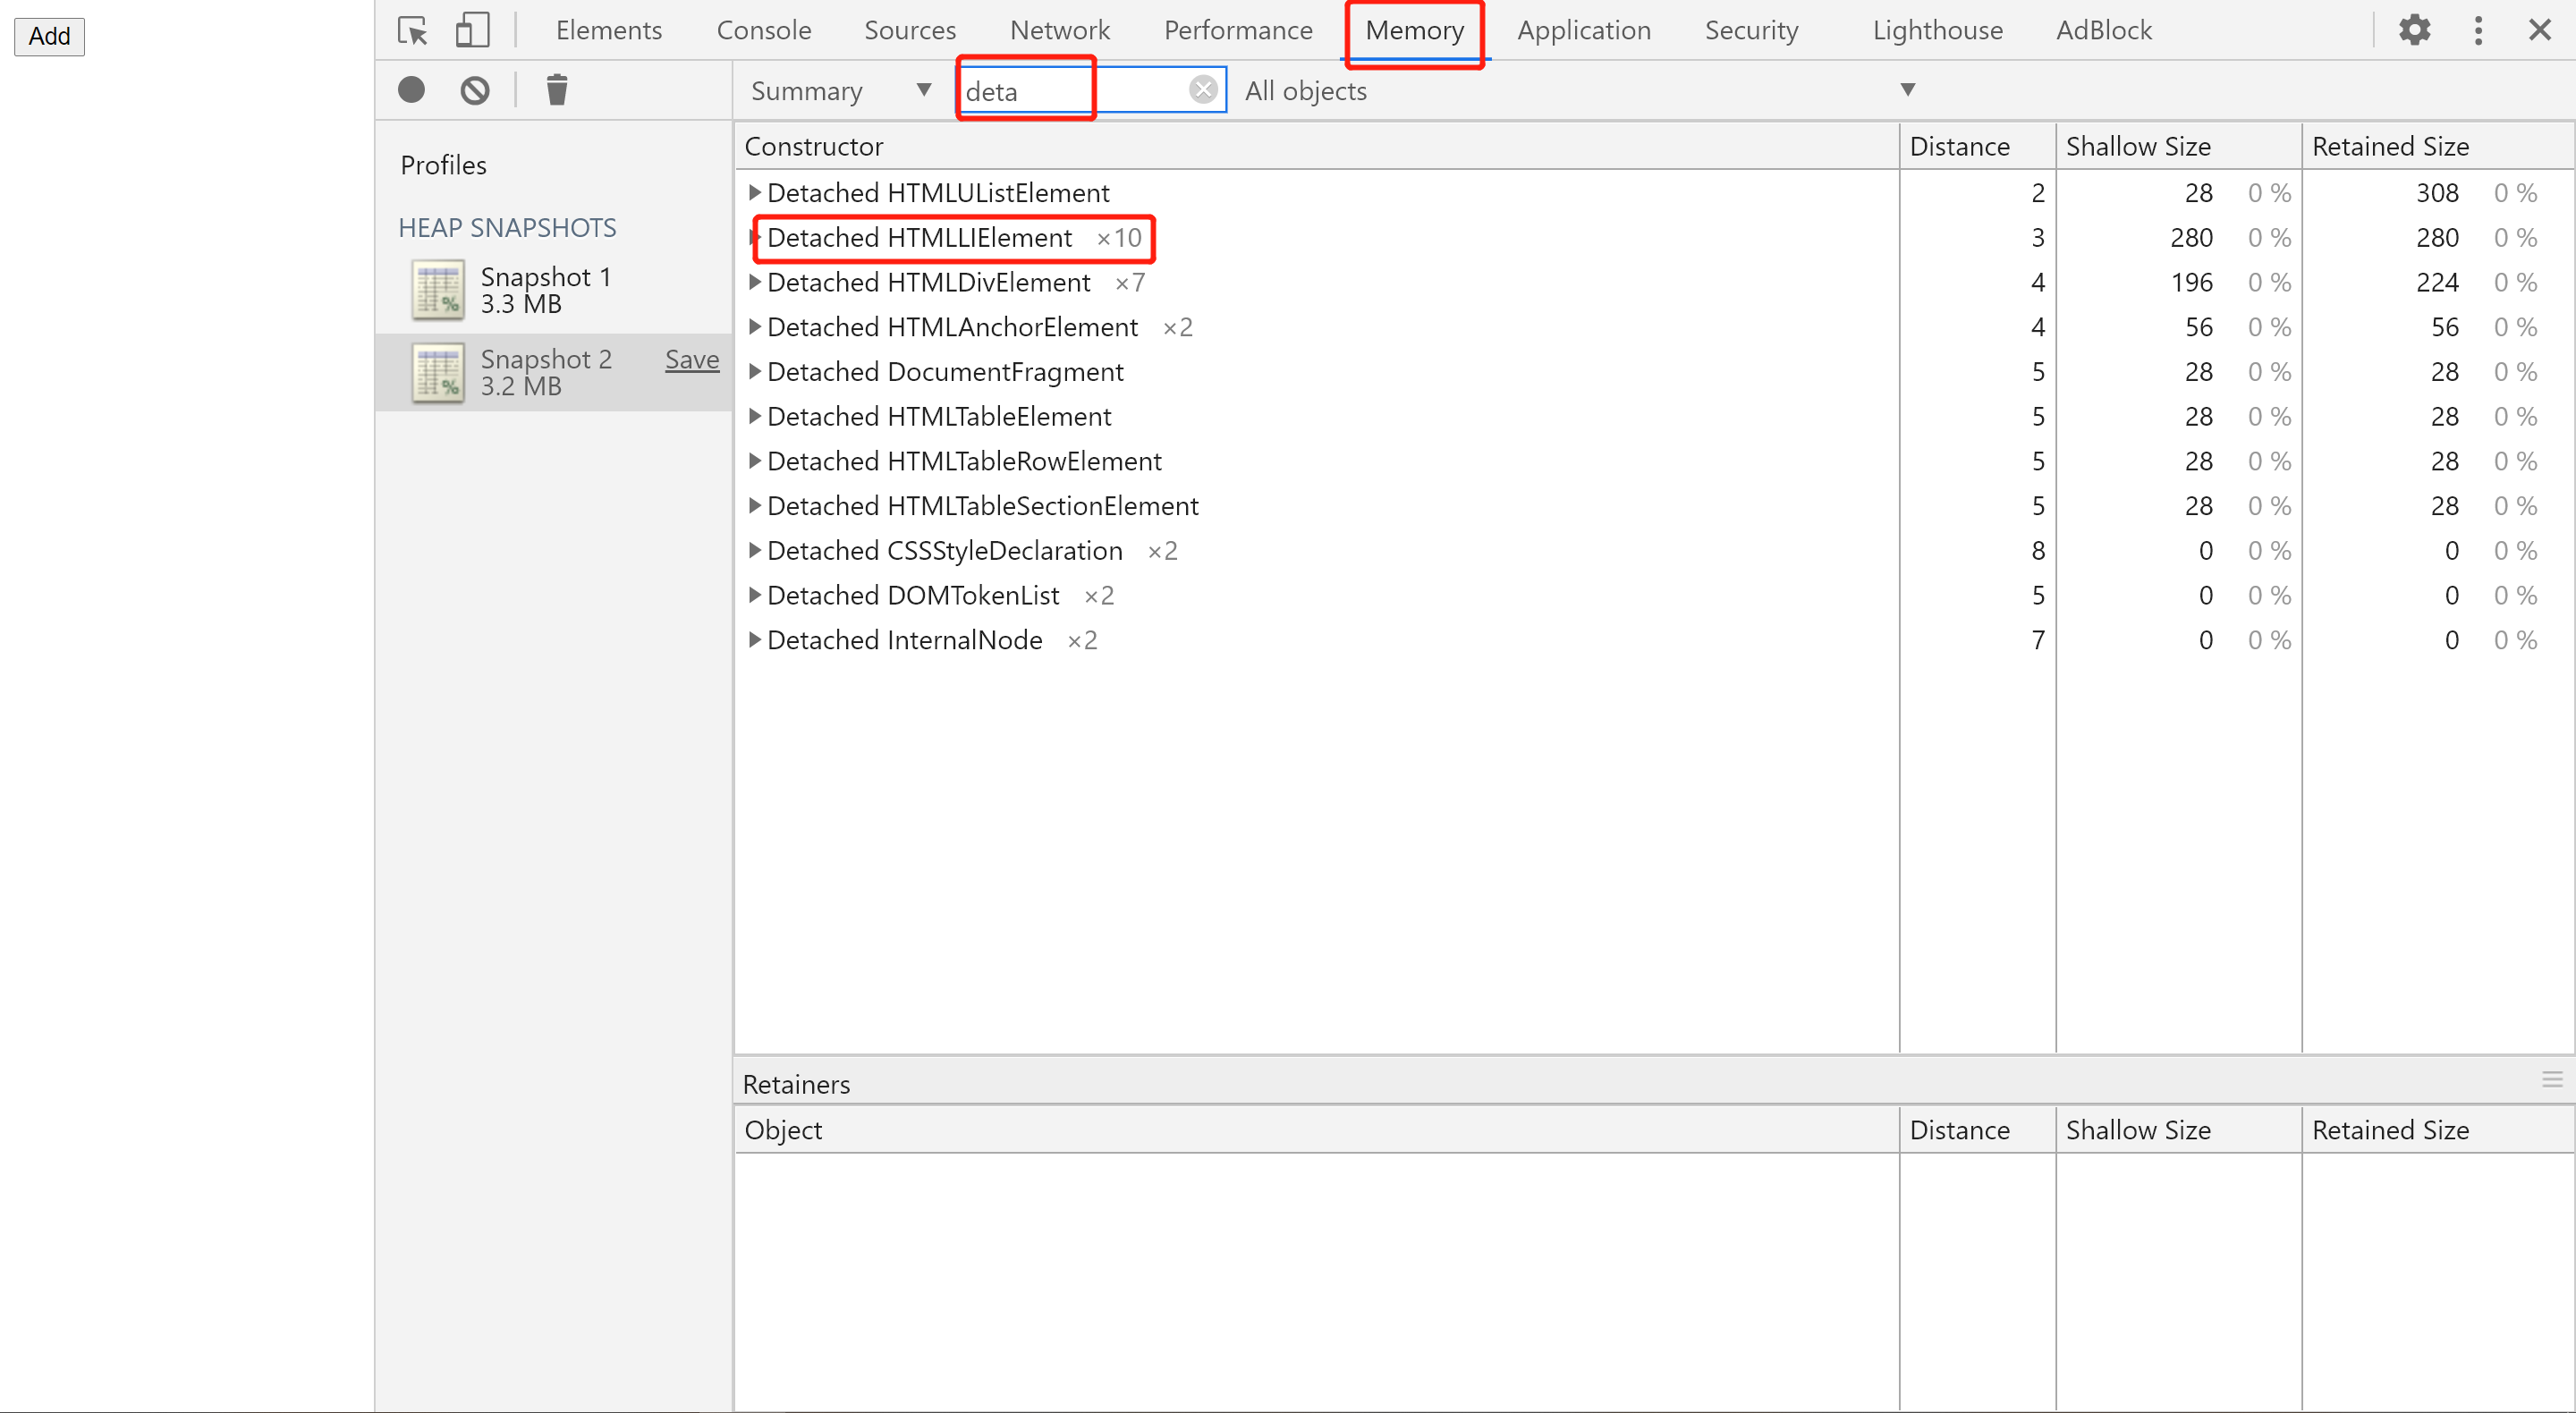 Add
Elements Console Sources Network Performance Memory Application Security Lighthouse AdBlock
Summary deta All objects
Profiles
HEAP SNAPSHOTS
Snapshot 1
3.3 MB
Snapshot 2 Save
3.2 MB
Constructor Distance Shallow Size Retained Size
Detached HTMLUListElement 2 28 0 % 308 0 %
Detached HTMLLIElement ×10 3 280 0 % 280 0 %
Detached HTMLDivElement ×7 4 196 0 % 224 0 %
Detached HTMLAnchorElement ×2 4 56 0 % 56 0 %
Detached DocumentFragment 5 28 0 % 28 0 %
Detached HTMLTableElement 5 28 0 % 28 0 %
Detached HTMLTableRowElement 5 28 0 % 28 0 %
Detached HTMLTableSectionElement 5 28 0 % 28 0 %
Detached CSSStyleDeclaration ×2 8 0 0 % 0 0 %
Detached DOMTokenList ×2 5 0 0 % 0 0 %
Detached InternalNode ×2 7 0 0 % 0 0 %
Retainers
Object Distance Shallow Size Retained Size